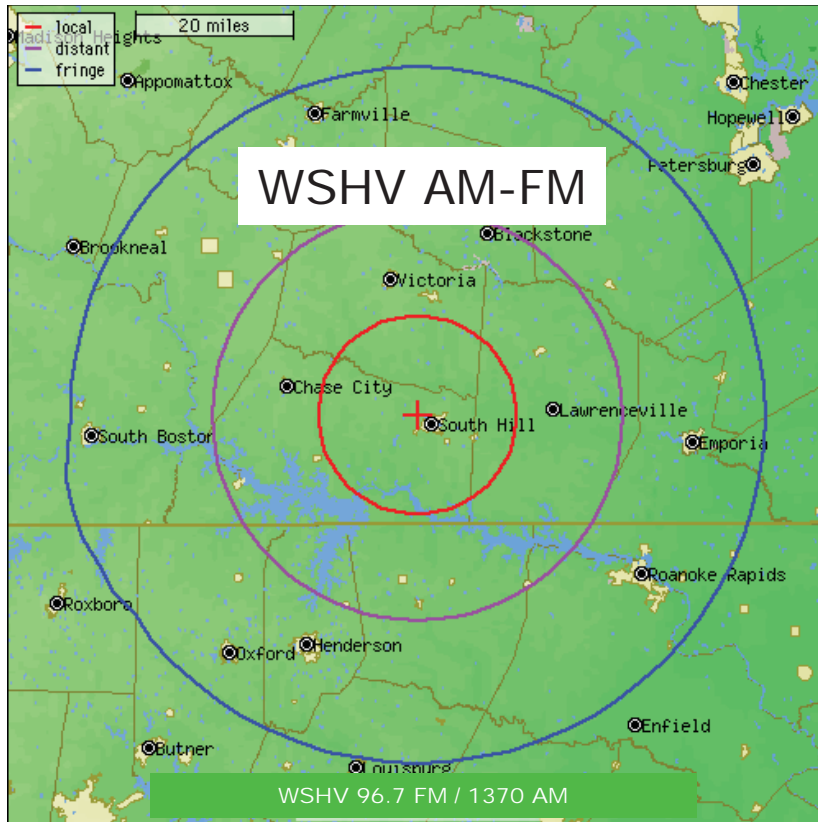 local
distant
fringe
20 miles
Madison Heights
Appomattox
Chester
Farmville
Hopewell
Petersburg
WSHV AM-FM
Blackstone
Brookneal
Victoria
Chase City
Lawrenceville
South Hill
South Boston
Emporia
Roanoke Rapids
Roxboro
Henderson
Oxford
Enfield
Butner
Louisburg
WSHV 96.7 FM / 1370 AM